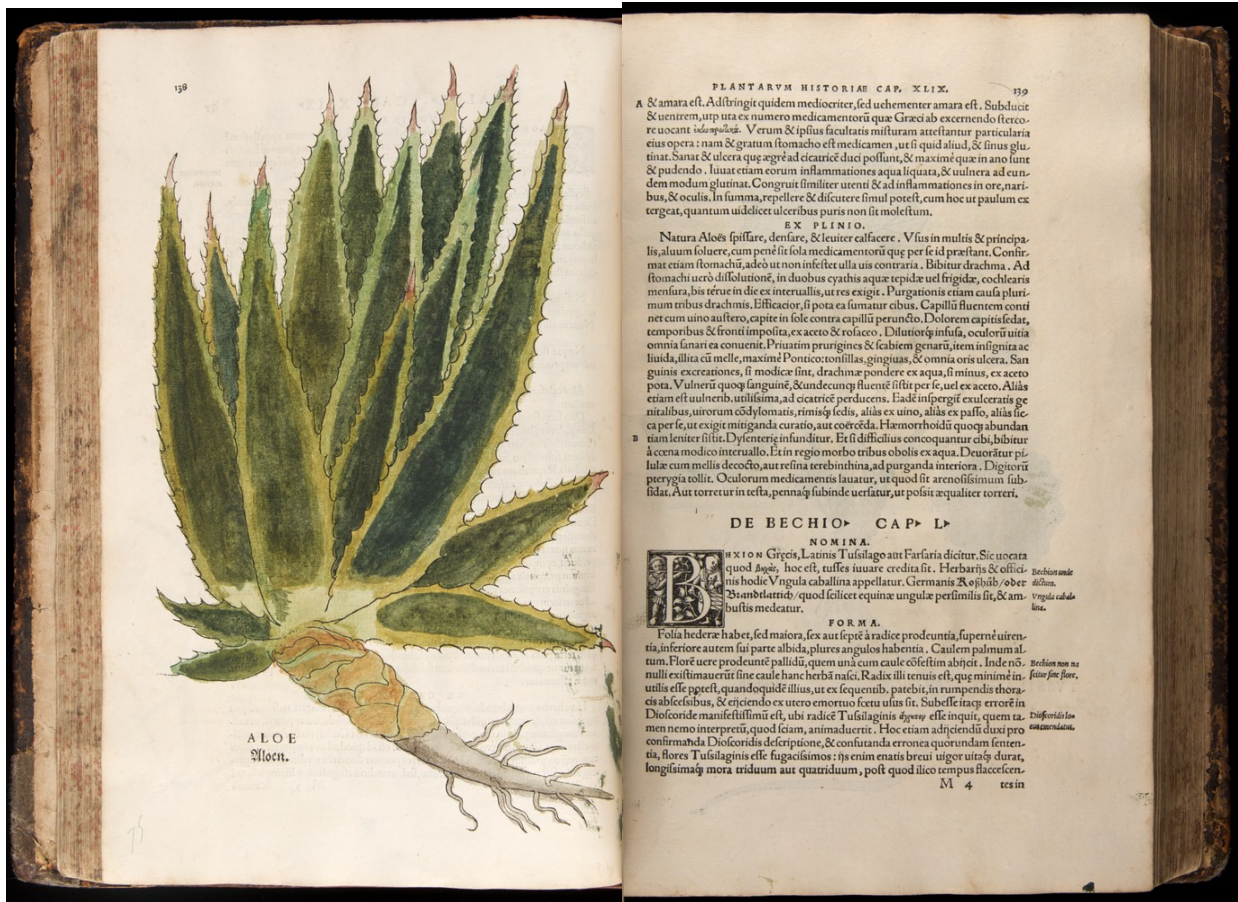 138
ALOE
Aloen.
PLANTARVM HISTORIAE CAP. XLIX. 139
A & amara est. Adstringit quidem mediocriter, sed uehementer amara est. Subducit
& uentrem, utp uta ex numero medicamentorũ quæ Græci ab excernendo sterco-
re uocant Verum & ipsius facultatis misturam attestantur particularia
eius opera: nam & gratum stomacho est medicamen, ut si quid aliud, & sinus glu-
tinat. Sanat & ulcera quę ægrè ad cicatricẽ duci possunt, & maximè quæ in ano sunt
& pudendo. Iuuat etiam eorum inflammationes aqua liquata, & uulnera ad eun-
dem modum glutinat. Congruit similiter utenti & ad inflammationes in ore, nari-
bus, & oculis. In summa, repellere & discutere simul potest, cum hoc ut paulum ex
tergeat, quantum uidelicet ulceribus puris non sit molestum.
EX PLINIO.
Natura Aloës spissare, densare, & leuiter calfacere. Vsus in multis & principa-
lis, aluum soluere, cum penè sit sola medicamentorũ quę per se id præstant. Confir-
mat etiam stomachũ, adeò ut non infestet ulla uis contraria. Bibitur drachma. Ad
stomachi uerò dissolutionẽ, in duobus cyathis aquæ tepidæ uel frigidæ, cochlearis
mensura, bis térue in die ex interuallis, ut res exigit. Purgationis etiam causa pluri-
mum tribus drachmis. Efficacior, si pota ea sumatur cibus. Capillũ fluentem conti
net cum uino austero, capite in sole contra capillũ peruncto. Dolorem capitis sedat,
temporibus & fronti imposita, ex aceto & rosaceo. Dilutiorq́; infusa, oculorũ uitia
omnia sanari ea conuenit. Priuatim prurigines & scabiem genarũ, item insignita ac
liuida, illita cũ melle, maximè Pontico: tonsillas, gingiuas, & omnia oris ulcera. San
guinis excreationes, si modicæ sint, drachmæ pondere ex aqua, si minus, ex aceto
pota. Vulnerũ quoq; sanguinẽ, & undecunq; fluentẽ sistit per se, uel ex aceto. Aliàs
etiam est uulnerib. utilissima, ad cicatricẽ perducens. Eadẽ inspergiť exulceratis ge
nitalibus, uirorum cõdylomatis, rimisq́; sedis, aliàs ex uino, aliàs ex passo, aliàs sic-
ca per se, ut exigit mitiganda curatio, aut coërcẽda. Hæmorrhoidũ quoq; abundan
B tiam leniter sistit. Dysenterię infunditur. Et si difficilius concoquantur cibi, bibitur
à cœna modico interuallo. Et in regio morbo tribus obolis ex aqua. Deuorãtur pi-
lulæ cum mellis decocto, aut resina terebinthina, ad purganda interiora. Digitorũ
pterygia tollit. Oculorum medicamentis lauatur, ut quod sit arenosissimum sub-
sidat. Aut torretur in testa, pennaq́; subinde uersatur, ut possit æqualiter torreri.
DE BECHIO CAP L
NOMINA.
BHXION Gręcis, Latinis Tussilago aut Farfaria dicitur. Sic uocata
quod hoc est, tusses iuuare credita sit. Herbarijs & offici-
nis hodie Vngula caballina appellatur. Germanis Roßhůb/oder
Brandtlattich/quod scilicet equinæ ungulæ persimilis sit, & am-
bustis medeatur.
Bechion unde
dictum.
Vngula cabal-
lina.
FORMA.
Folia hederæ habet, sed maiora, sex aut septẽ à radice prodeuntia, supernè uiren-
tia, inferiore autem sui parte albida, plures angulos habentia. Caulem palmum al-
tum. Florẽ uere prodeuntẽ pallidũ, quem unà cum caule cõfestim abijcit. Inde nõ-
nulli existimauerũt sine caule hanc herbã nasci. Radix illi tenuis est, quę minimè in-
utilis esse potest, quandoquidẽ illius, ut ex sequentib. patebit, in rumpendis thora-
cis abscessibus, & eijciendo ex utero emortuo fœtu usus sit. Subesse itaq; errorẽ in
Dioscoride manifestissimũ est, ubi radicẽ Tussilaginis esse inquit, quem ta-
men nemo interpretũ, quod sciam, animaduertit. Hoc etiam adijciendũ duxi pro
confirmanda Dioscoridis descriptione, & confutanda erronea quorundam senten-
tia, flores Tussilaginis esse fugacissimos: ijs enim enatis breui uigor uitaq́; durat,
longissimaq́; mora triduum aut quatriduum, post quod ilico tempus flaccescen-
Bechion non na
scitur sine flore.
Dioscoridis lo-
cus emendatus.
M 4 tes in